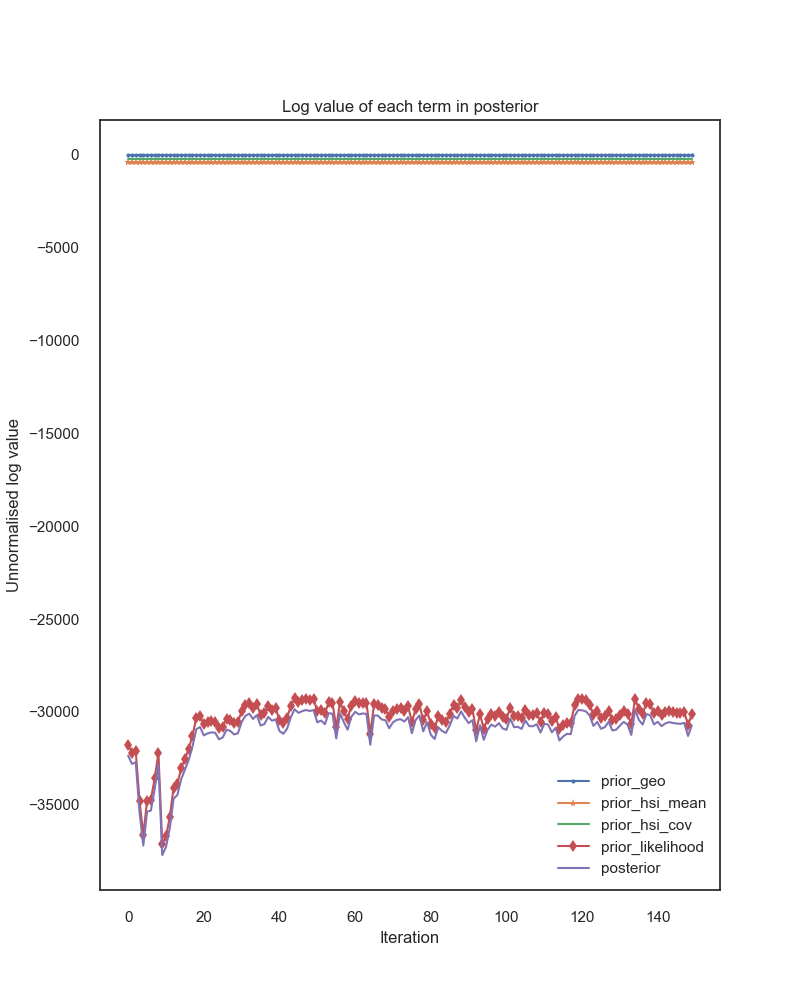 Log value of each term in posterior
Unnormalised log value
0
−5000
−10000
−15000
−20000
−25000
−30000
−35000
prior_geo
prior_hsi_mean
prior_hsi_cov
prior_likelihood
posterior
0 20 40 60 80 100 120 140
Iteration